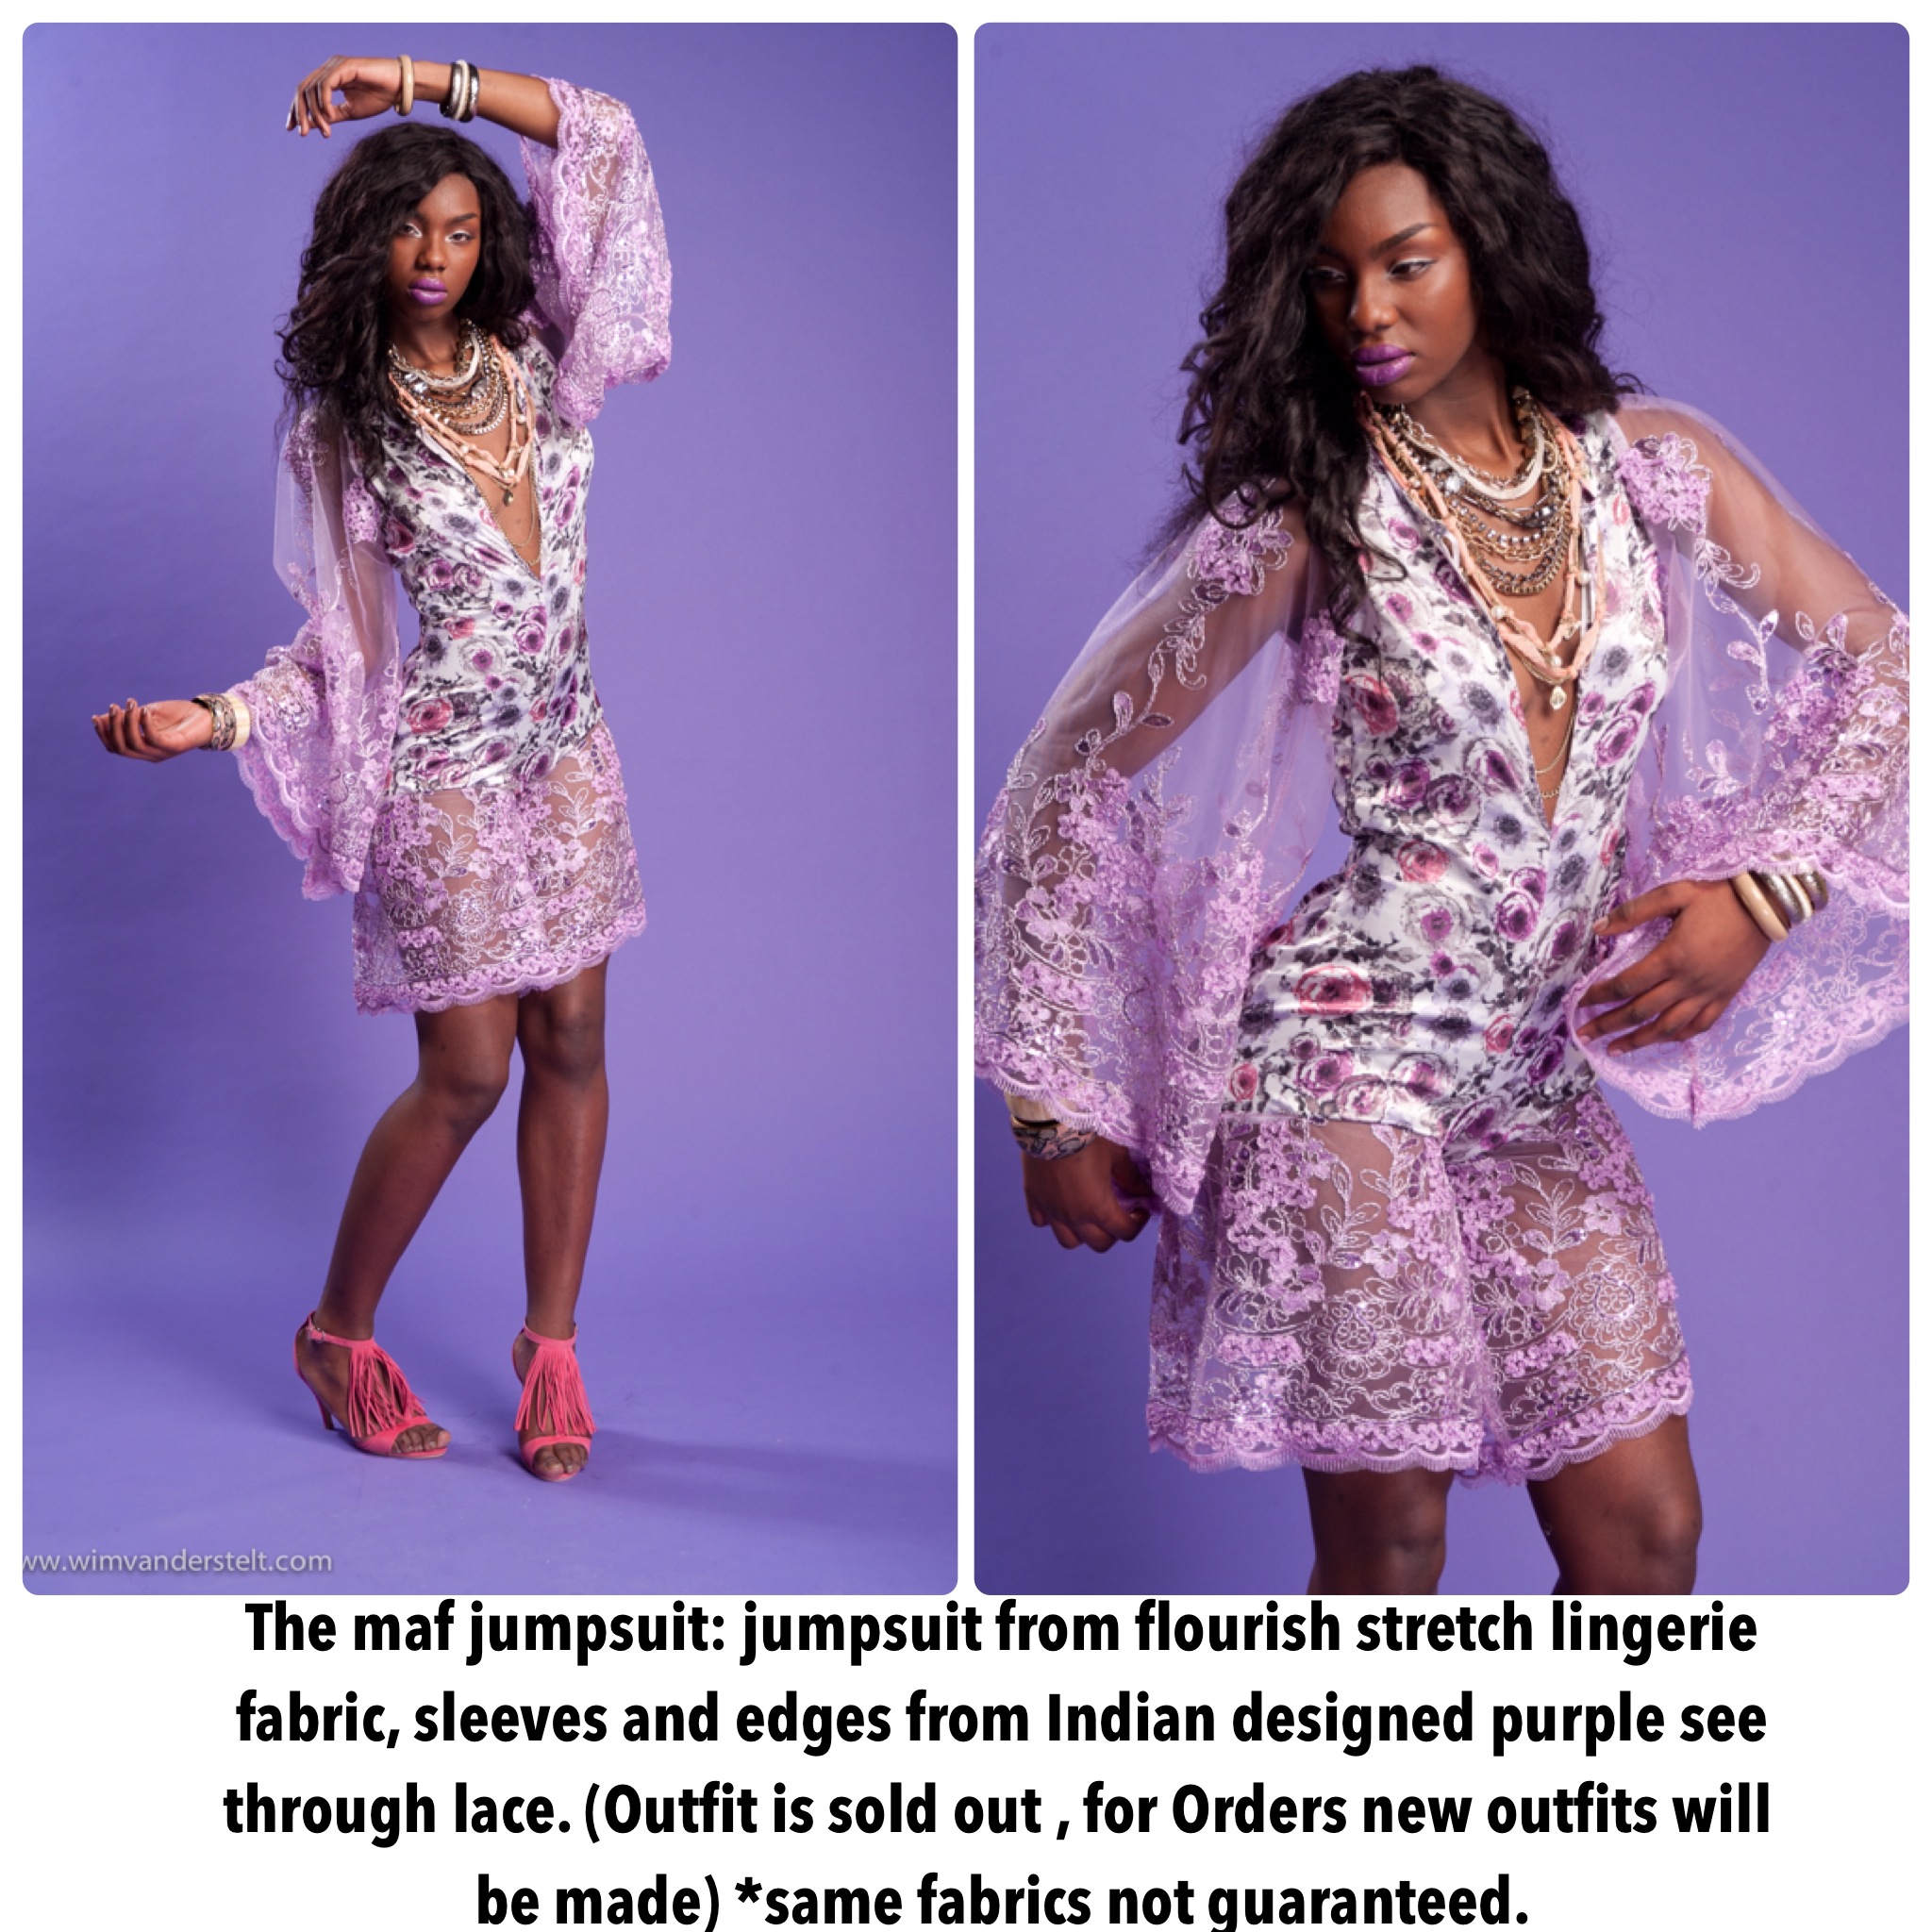 ww.wimvanderstelt.com
The maf jumpsuit: jumpsuit from flourish stretch lingerie
fabric, sleeves and edges from Indian designed purple see
through lace. (Outfit is sold out , for Orders new outfits will
be made) *same fabrics not guaranteed.